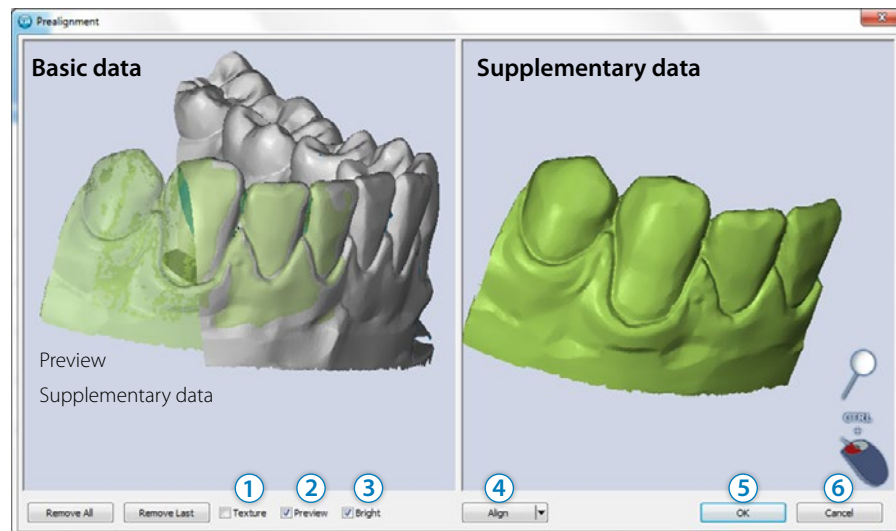 Prealignment
Basic data
Supplementary data
Preview
Supplementary data
CTRL
+
1 2 3 4 5 6
Remove All Remove Last Texture Preview Bright Align OK Cancel